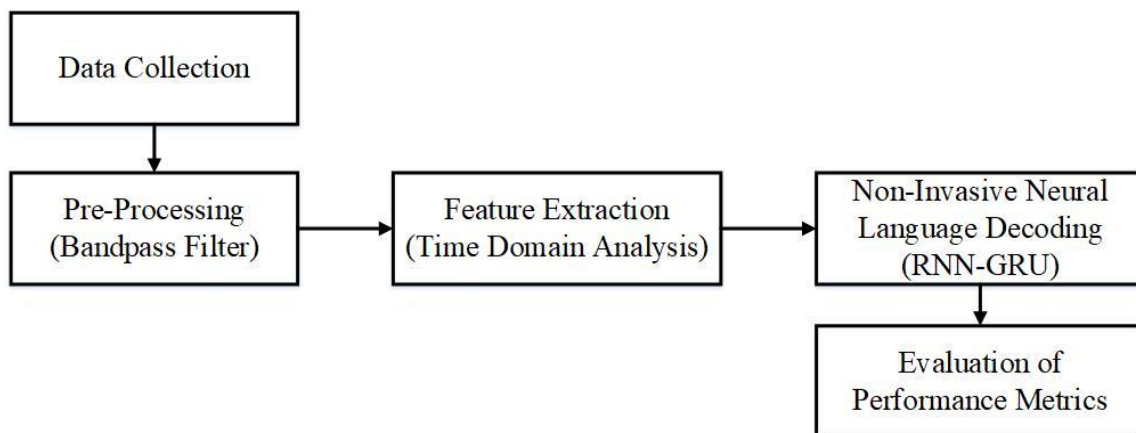 Data Collection
Pre-Processing
(Bandpass Filter)
Feature Extraction
(Time Domain Analysis)
Non-Invasive Neural
Language Decoding
(RNN-GRU)
Evaluation of
Performance Metrics